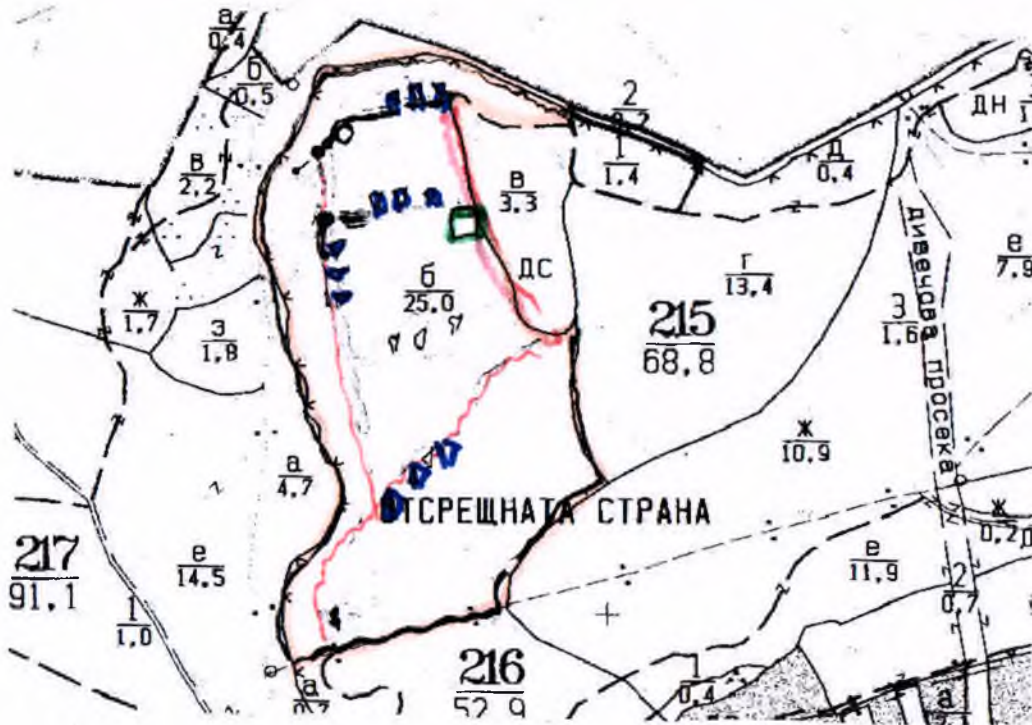 а
0.4
б
0.5
2
1
1.4
д
0.4
ДН
в
2.2
в
3.3
ДС
г
13.4
е
7.9
ж
1.7
з
1.8
б
25.0
215
68.8
З
1.6
дивечова просека
а
4.7
ж
10.9
ОТСРЕЩНАТА СТРАНА
ж
0.2
217
91.1
е
14.5
1
1.0
е
11.9
2
0.7
216
52.9
1
0.4
а
а